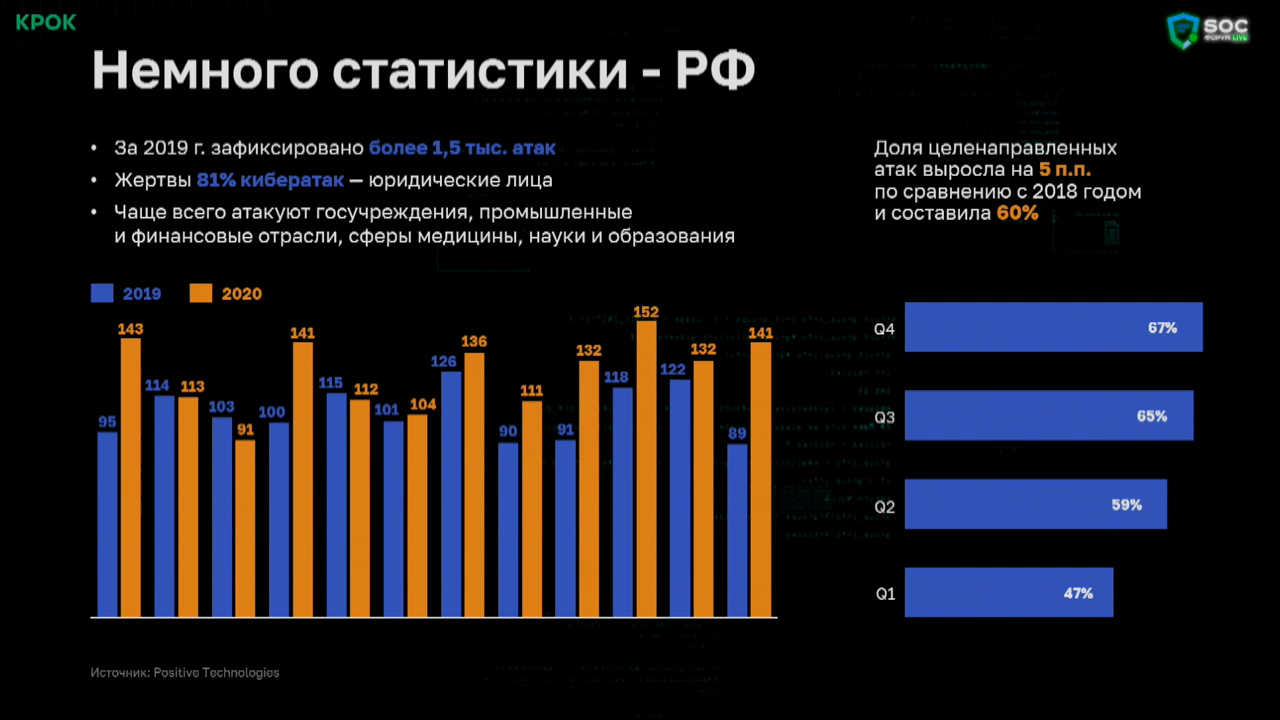 КРОК
SOC
ФОРУМ LIVE
Немного статистики - РФ
• За 2019 г. зафиксировано более 1,5 тыс. атак
• Жертвы 81% кибератак — юридические лица
• Чаще всего атакуют госучреждения, промышленные
и финансовые отрасли, сферы медицины, науки и образования
Доля целенаправленных
атак выросла на 5 п.п.
по сравнению с 2018 годом
и составила 60%
2019 2020
95 143 114 113 103 91 100 141 115 112 101 104 126 136 90 111 91 132 118 152 122 132 89 141
Q4 67%
Q3 65%
Q2 59%
Q1 47%
Источник: Positive Technologies